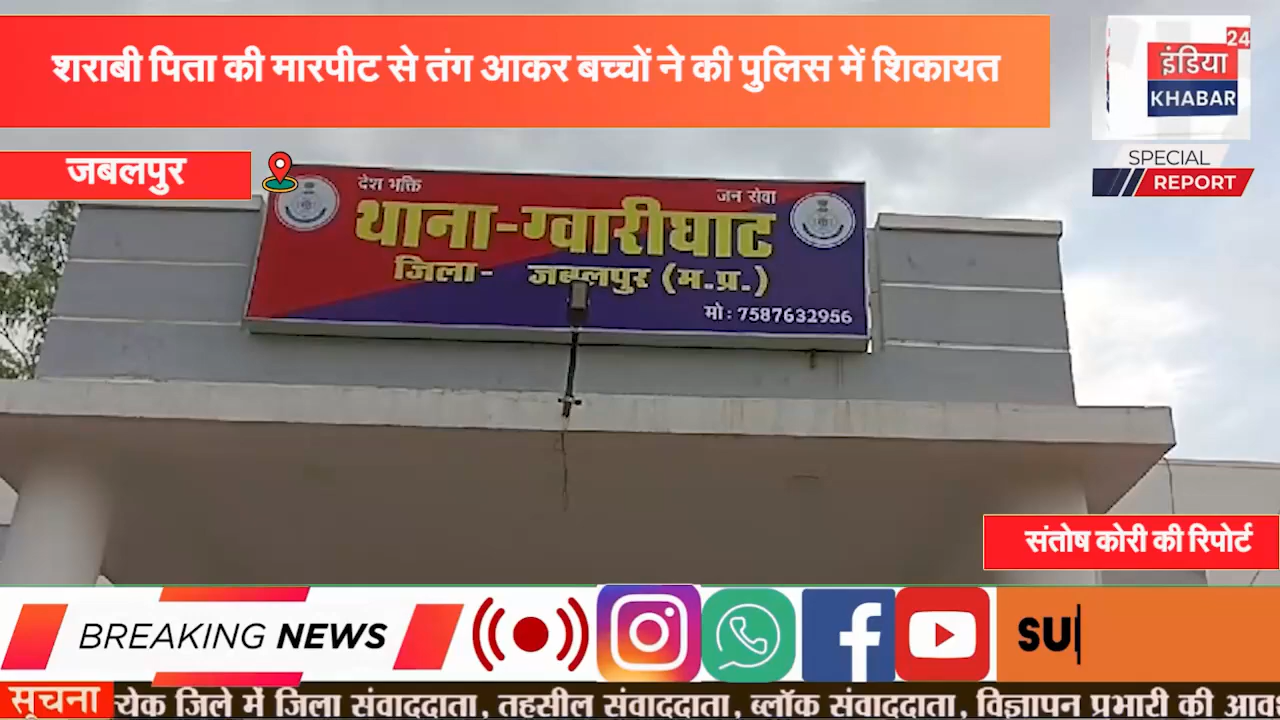 शराबी पिता की मारपीट से तंग आकर बच्चों ने की पुलिस में शिकायत
24
इंडिया
KHABAR
SPECIAL
REPORT
जबलपुर
देश भक्ति
जन सेवा
थाना-ग्वारीघाट
जिला- जबलपुर (म.प्र.)
मो : 7587632956
संतोष कोरी की रिपोर्ट
BREAKING NEWS
SU
सूचना
जिले में जिला संवाददाता, तहसील संवाददाता, ब्लॉक संवाददाता, विज्ञापन प्रभारी की